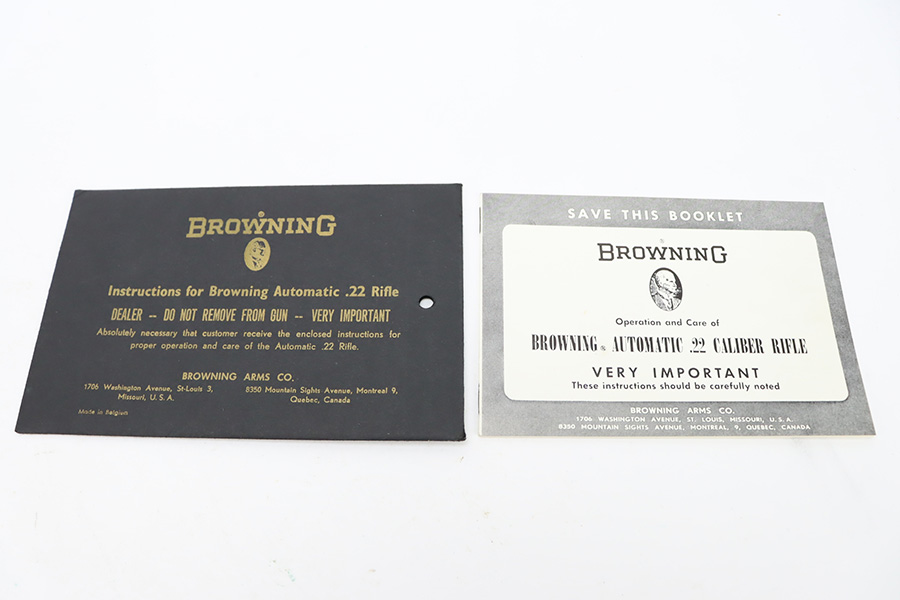 BROWNING
Instructions for Browning Automatic .22 Rifle
DEALER -- DO NOT REMOVE FROM GUN -- VERY IMPORTANT
Absolutely necessary that customer receive the enclosed instructions for
proper operation and care of the Automatic .22 Rifle.
BROWNING ARMS CO.
1706 Washington Avenue, St-Louis 3,
Missouri, U. S. A.
8350 Mountain Sights Avenue, Montreal 9,
Quebec, Canada
Made in Belgium
SAVE THIS BOOKLET
BROWNING
Operation and Care of
BROWNING® AUTOMATIC .22 CALIBER RIFLE
VERY IMPORTANT
These instructions should be carefully noted
BROWNING ARMS CO.
1706 WASHINGTON AVENUE, ST. LOUIS, MISSOURI, U. S. A.
8350 MOUNTAIN SIGHTS AVENUE, MONTREAL, 9, QUEBEC, CANADA